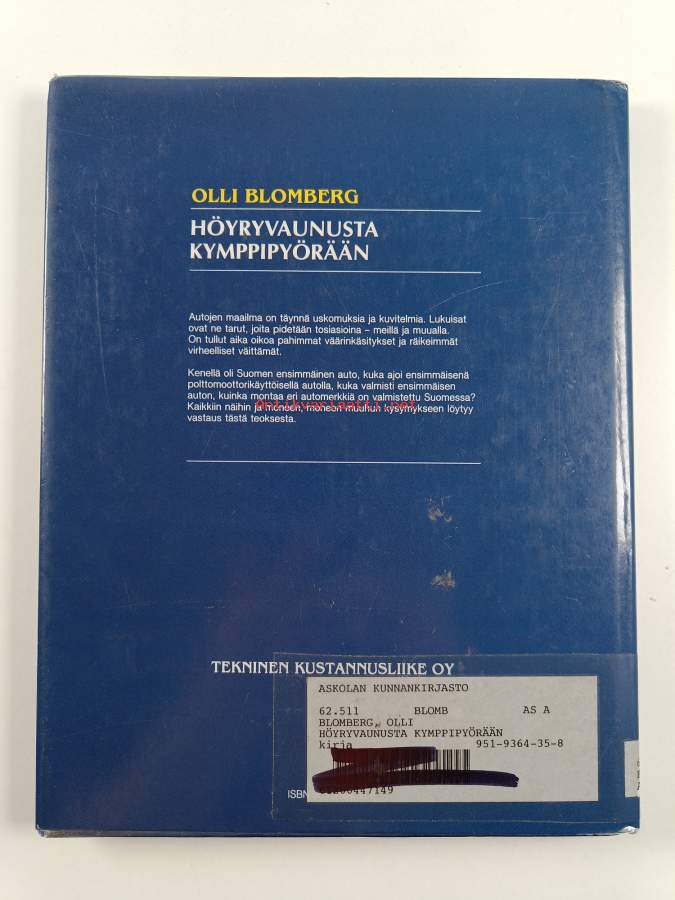 OLLI BLOMBERG
HÖYRYVAUNUSTA
KYMPPIPYÖRÄÄN
Autojen maailma on täynnä uskomuksia ja kuvitelmia. Lukuisat
ovat ne tarut, joita pidetään tosiasioina – meillä ja muualla.
On tullut aika oikoa pahimmat väärinkäsitykset ja räikeimmät
virheelliset väittämät.
Kenellä oli Suomen ensimmäinen auto, kuka ajoi ensimmäisenä
polttomoottorikäyttöisellä autolla, kuka valmisti ensimmäisen
auton, kuinka montaa eri automerkkiä on valmistettu Suomessa?
Antikvariaatti.net
Kaikkiin näihin ja moneen, moneen muuhun kysymykseen löytyy
vastaus tästä teoksesta.
TEKNINEN KUSTANNUSLIIKE OY
ASKOLAN KUNNANKIRJASTO
62.511 BLOMB AS A
BLOMBERG, OLLI
HÖYRYVAUNUSTA KYMPPIPYÖRÄÄN
kirja 951-9364-35-8
ISBN